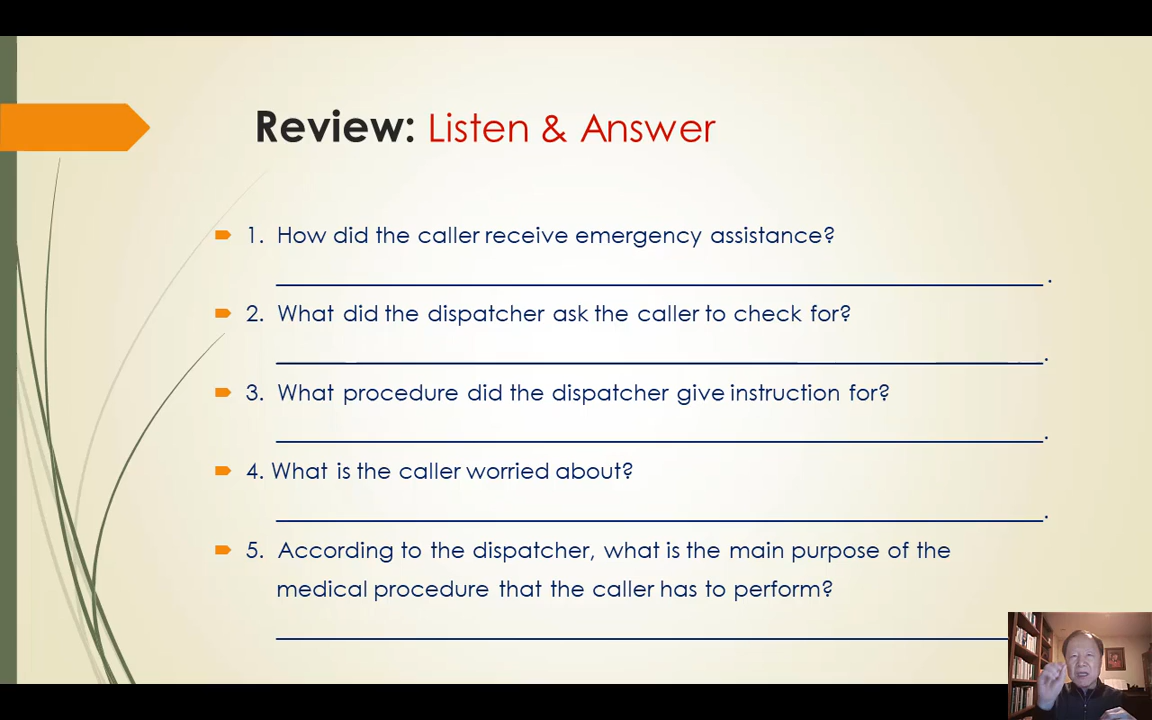 Review: Listen & Answer
1. How did the caller receive emergency assistance?
.
2. What did the dispatcher ask the caller to check for?
.
3. What procedure did the dispatcher give instruction for?
.
4. What is the caller worried about?
.
5. According to the dispatcher, what is the main purpose of the
medical procedure that the caller has to perform?